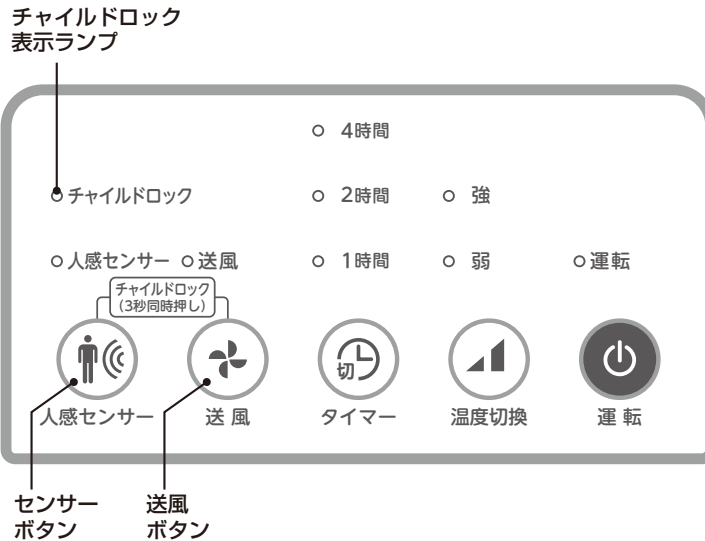 チャイルドロック
表示ランプ
4時間
チャイルドロック
2時間
強
人感センサー
送風
1時間
弱
運転
チャイルドロック
（3秒同時押し）
切
人感センサー
送 風
タイマー
温度切換
運 転
センサー
ボタン
送風
ボタン